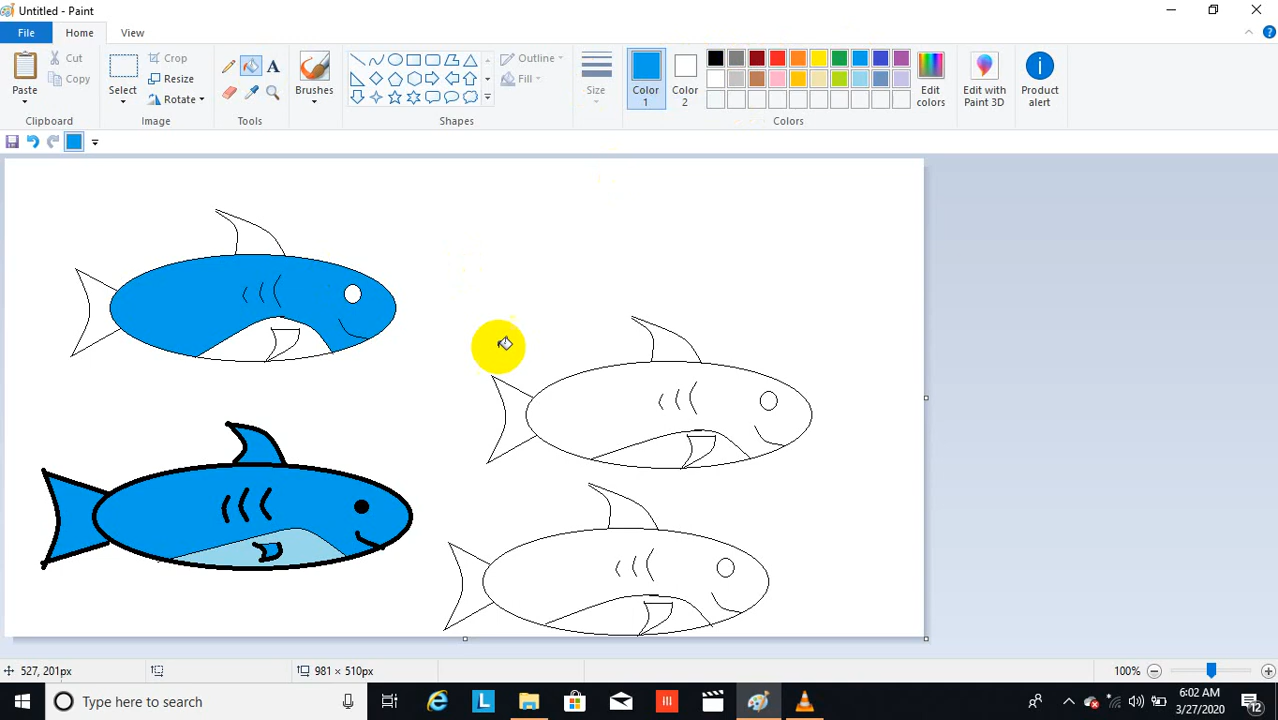 Untitled - Paint
File
Home
View
Paste
Cut
Copy
Clipboard
Select
Crop
Resize
Rotate
Image
A
Tools
Brushes
Outline
Fill
Shapes
Size
Color 1
Color 2
Edit colors
Colors
Edit with Paint 3D
Product alert
527, 201px
981 × 510px
100%
Type here to search
6:02 AM
3/27/2020
12